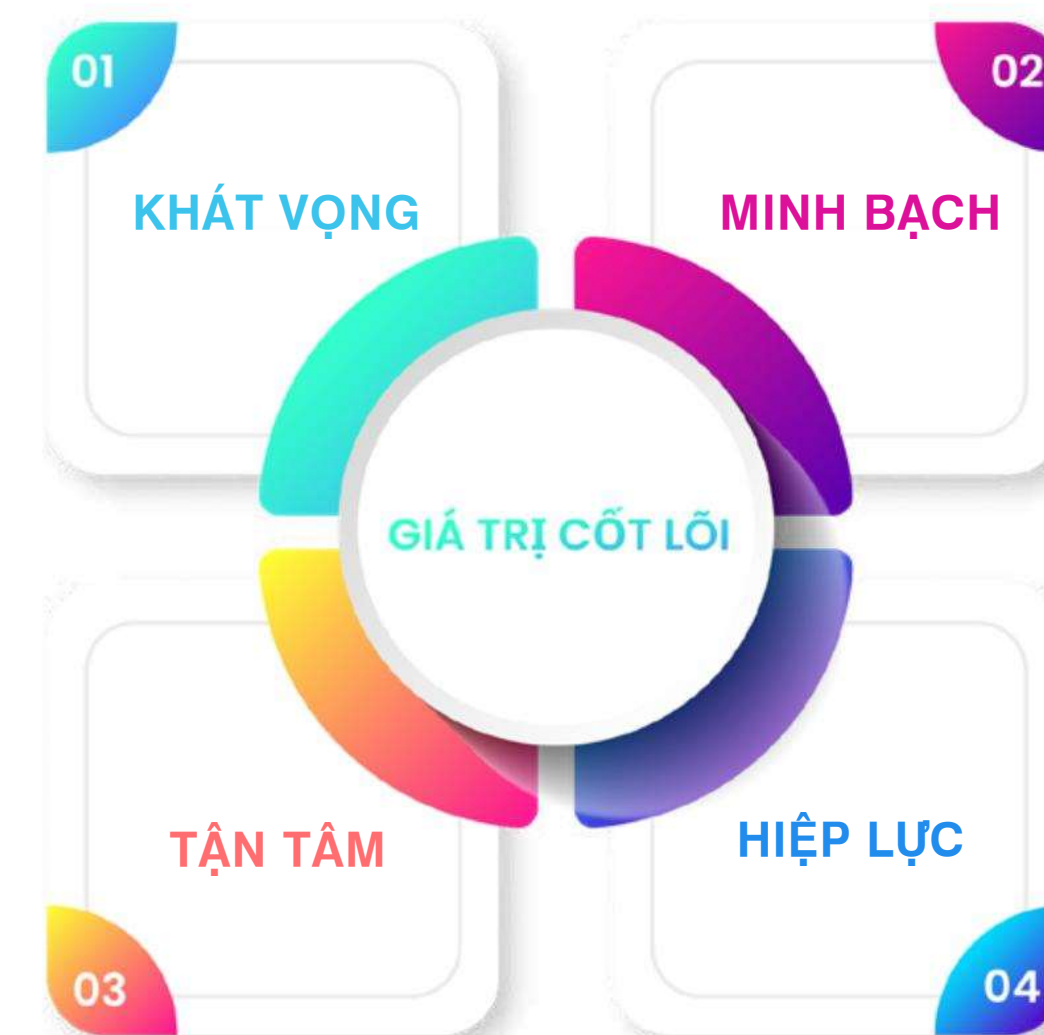 01
02
KHÁT VỌNG
MINH BẠCH
GIÁ TRỊ CỐT LÕI
TẬN TÂM
HIỆP LỰC
03
04